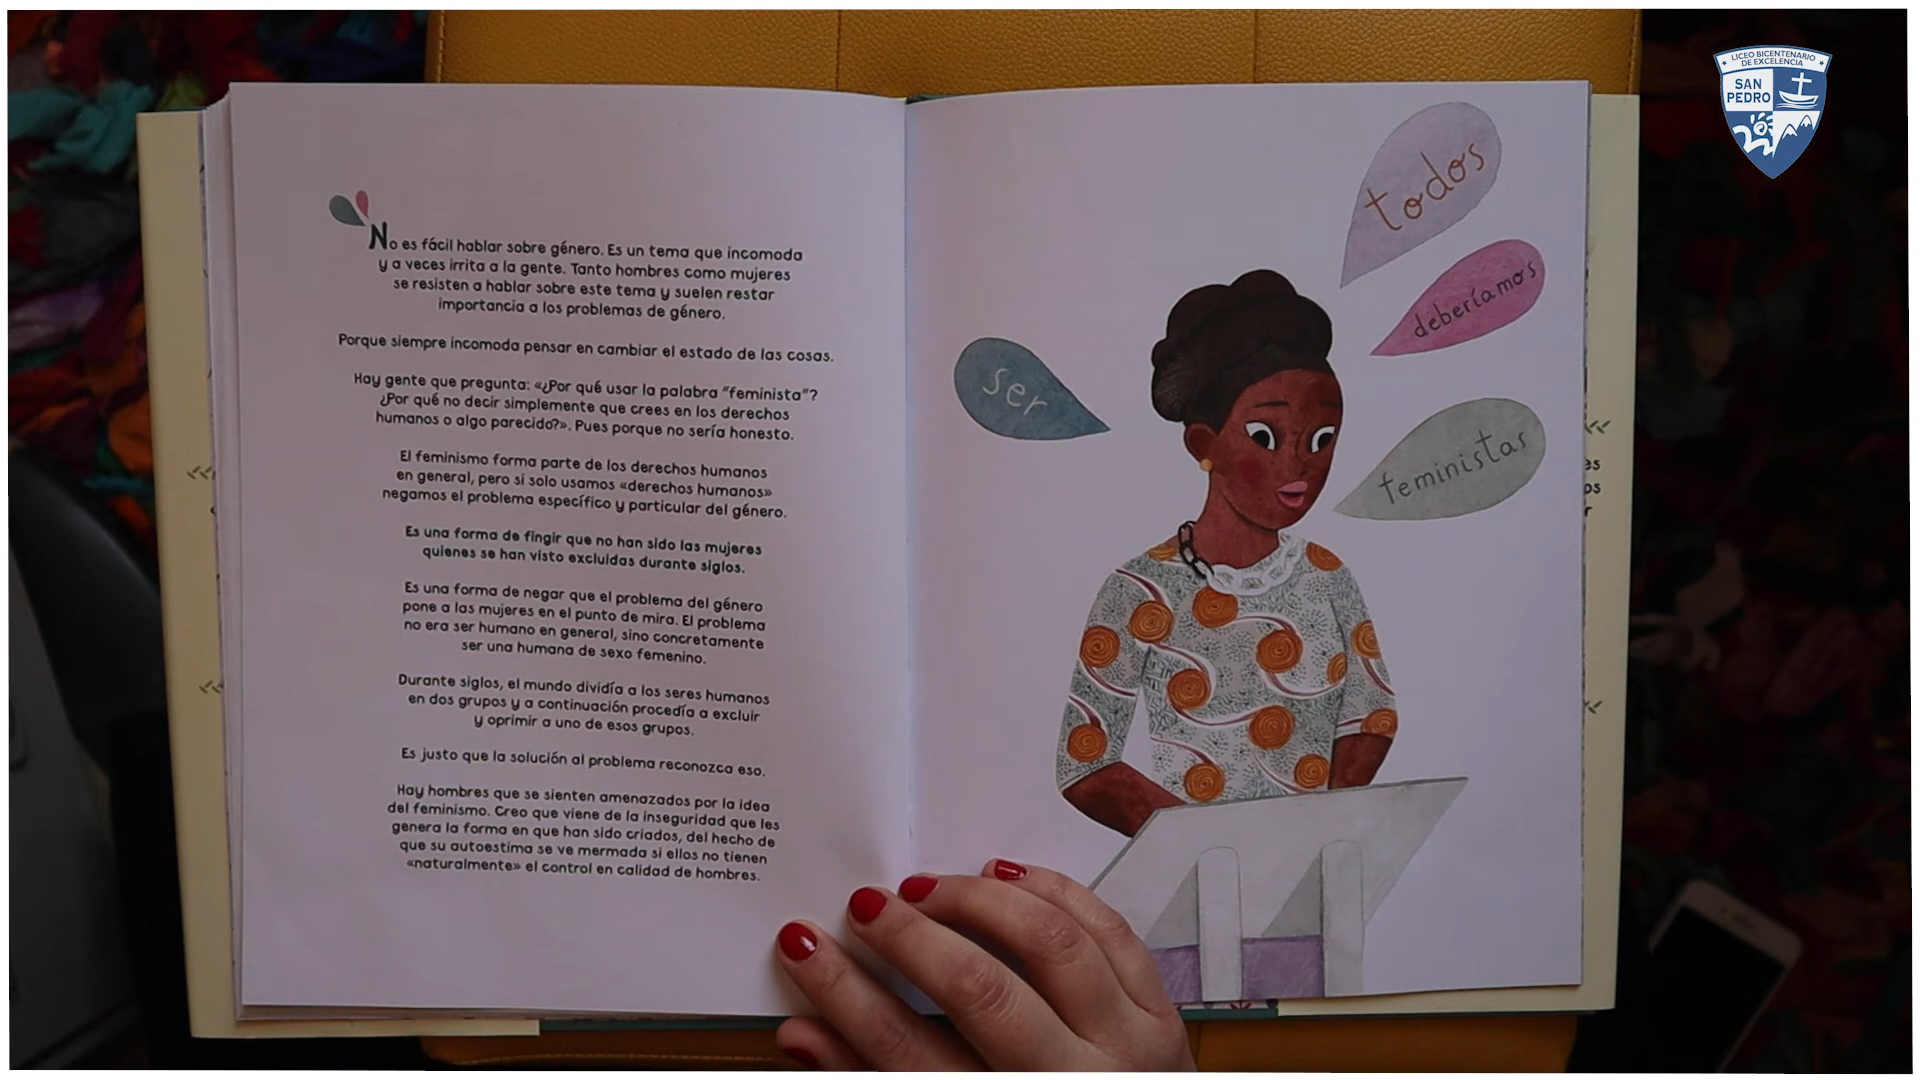 No es fácil hablar sobre género. Es un tema que incomoda
y a veces irrita a la gente. Tanto hombres como mujeres
se resisten a hablar sobre este tema y suelen restar
importancia a los problemas de género.
Porque siempre incomoda pensar en cambiar el estado de las cosas.
Hay gente que pregunta: «¿Por qué usar la palabra "feminista"?
¿Por qué no decir simplemente que crees en los derechos
humanos o algo parecido?». Pues porque no sería honesto.
El feminismo forma parte de los derechos humanos
en general, pero si solo usamos «derechos humanos»
negamos el problema específico y particular del género.
Es una forma de fingir que no han sido las mujeres
quienes se han visto excluidas durante siglos.
Es una forma de negar que el problema del género
pone a las mujeres en el punto de mira. El problema
no era ser humano en general, sino concretamente
ser una humana de sexo femenino.
Durante siglos, el mundo dividía a los seres humanos
en dos grupos y a continuación procedía a excluir
y oprimir a uno de esos grupos.
Es justo que la solución al problema reconozca eso.
Hay hombres que se sienten amenazados por la idea
del feminismo. Creo que viene de la inseguridad que les
genera la forma en que han sido criados, del hecho de
que su autoestima se ve mermada si ellos no tienen
«naturalmente» el control en calidad de hombres.
todos
deberíamos
ser
feministas
LICEO BICENTENARIO
DE EXCELENCIA
SAN
PEDRO